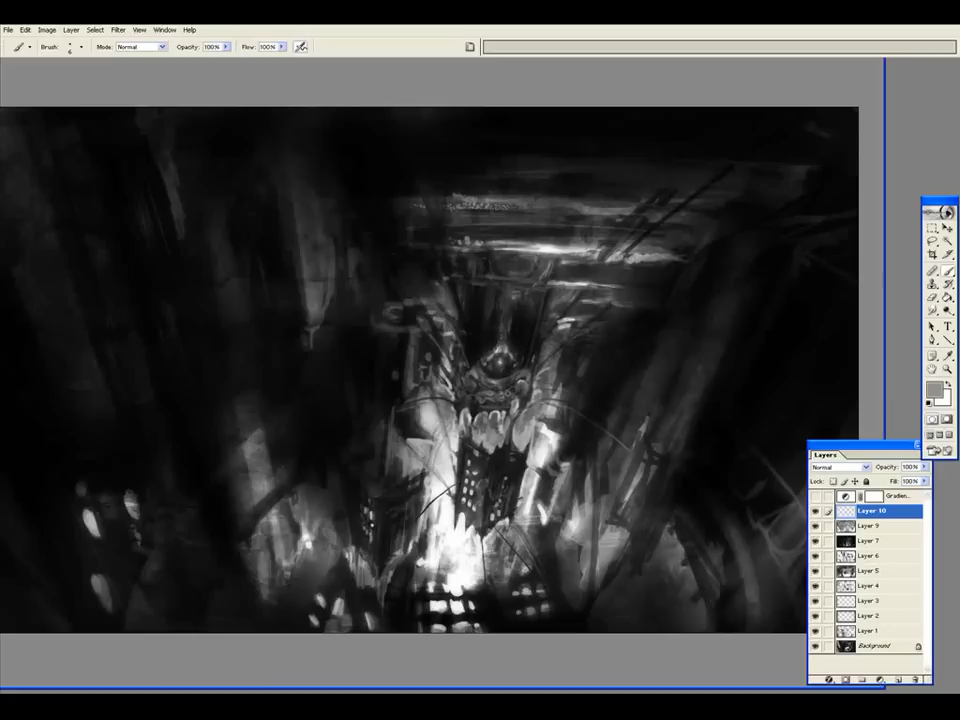 File Edit Image Layer Select Filter View Window Help
Brush: 6 Mode: Normal Opacity: 100% Flow: 100%
Layers
Normal Opacity: 100%
Lock: Fill: 100%
Gradien...
Layer 10
Layer 9
Layer 7
Layer 6
Layer 5
Layer 4
Layer 3
Layer 2
Layer 1
Background